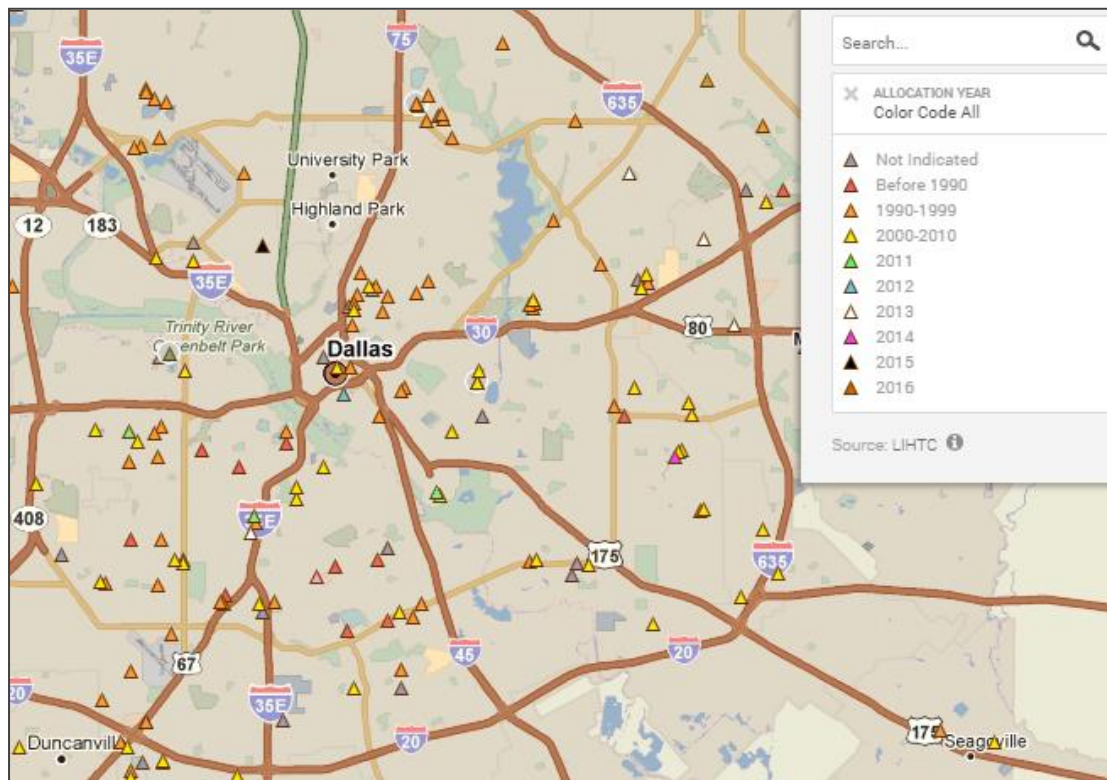 35E
75
635
Search...
ALLOCATION YEAR
Color Code All
University Park
Highland Park
12
183
35E
Not Indicated
Before 1990
1990-1999
2000-2010
2011
2012
2013
2014
2015
2016
Trinity River
Greenbelt Park
30
80
M
Dallas
Source: LIHTC
408
175
635
67
45
20
20
35E
20
175
Duncanvill
Seagoville